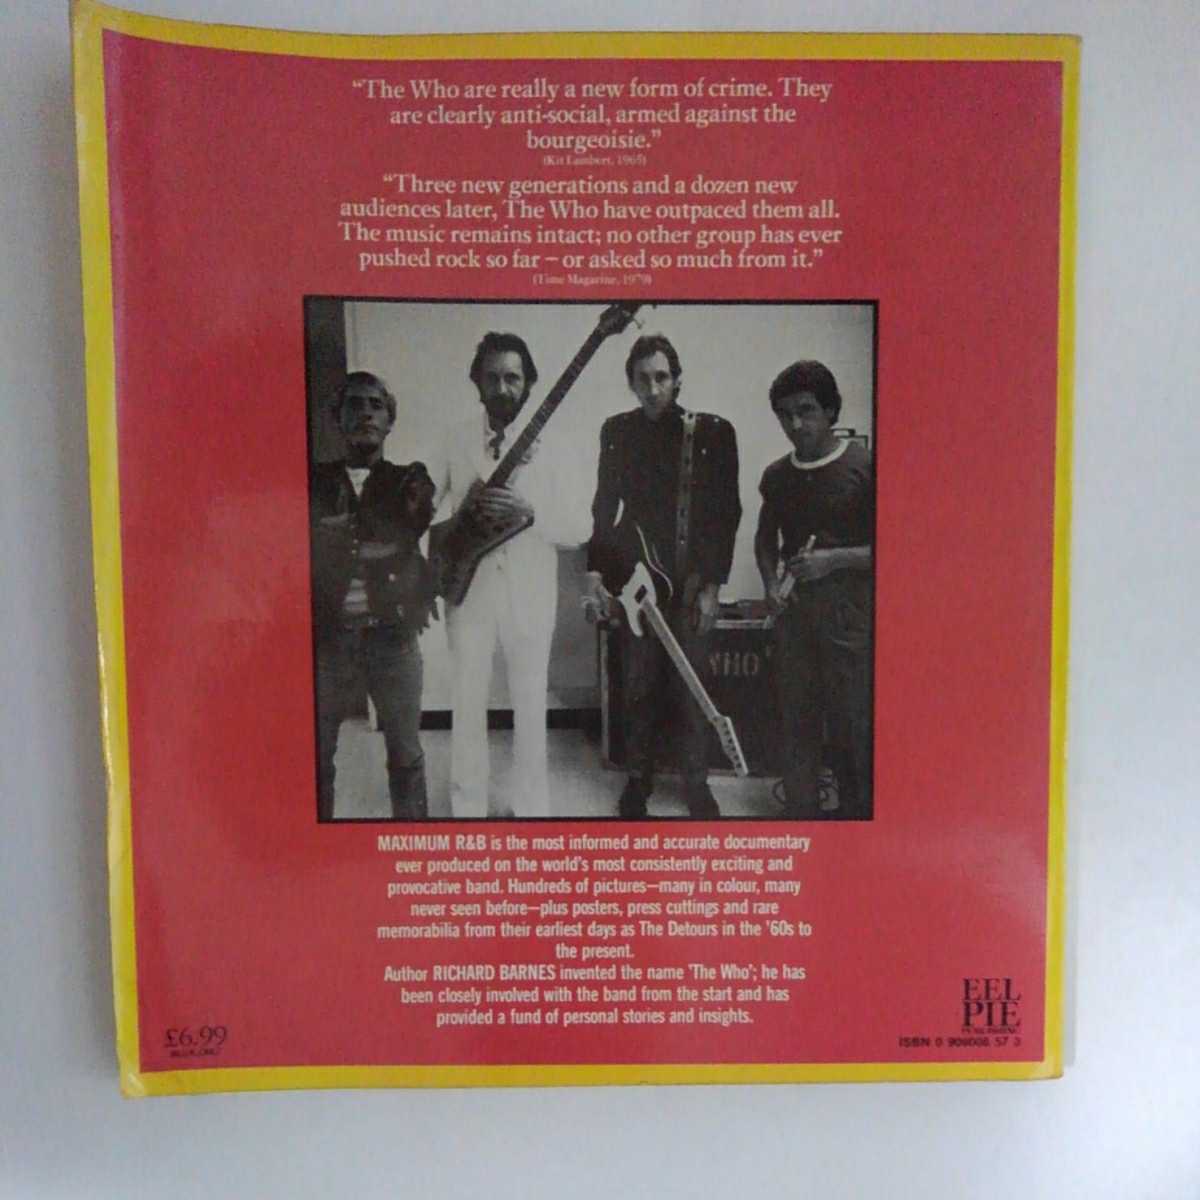 “The Who are really a new form of crime. They
are clearly anti-social, armed against the
bourgeoisie.”
(Kit Lambert, 1965)
“Three new generations and a dozen new
audiences later, The Who have outpaced them all.
The music remains intact; no other group has ever
pushed rock so far – or asked so much from it.”
(Time Magazine, 1979)
WHO
MAXIMUM R&B is the most informed and accurate documentary
ever produced on the world's most consistently exciting and
provocative band. Hundreds of pictures—many in colour, many
never seen before—plus posters, press cuttings and rare
memorabilia from their earliest days as The Detours in the '60s to
the present.
Author RICHARD BARNES invented the name 'The Who'; he has
been closely involved with the band from the start and has
provided a fund of personal stories and insights.
£6.99
EEL
PIE
PUBLISHING
ISBN 0 906008 57 3